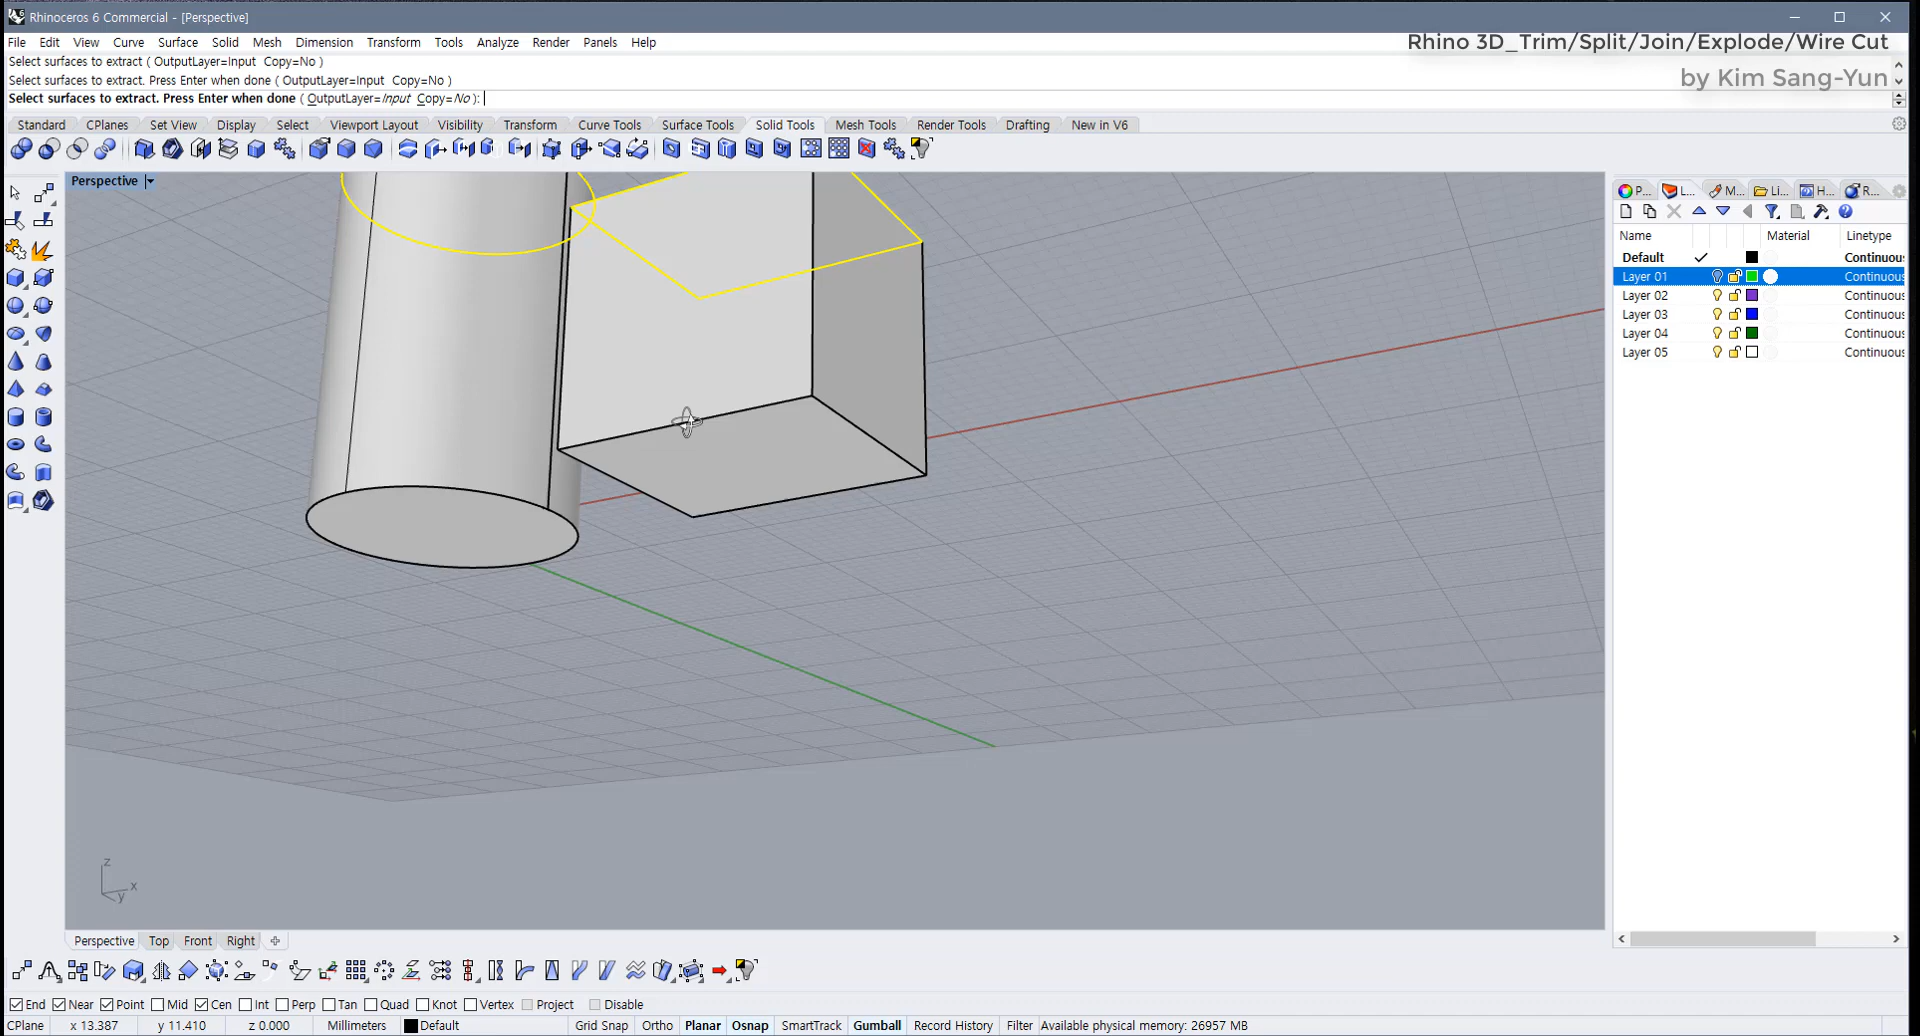 Rhinoceros 6 Commercial - [Perspective]
File Edit View Curve Surface Solid Mesh Dimension Transform Tools Analyze Render Panels Help
Rhino 3D_Trim/Split/Join/Explode/Wire Cut
by Kim Sang-Yun
Select surfaces to extract ( OutputLayer=Input Copy=No )
Select surfaces to extract. Press Enter when done ( OutputLayer=Input Copy=No )
Select surfaces to extract. Press Enter when done ( OutputLayer=Input Copy=No ):
Standard CPlanes Set View Display Select Viewport Layout Visibility Transform Curve Tools Surface Tools Solid Tools Mesh Tools Render Tools Drafting New in V6
Perspective
P... L... M... Li... H... R...
Name Material Linetype
Default Continuous
Layer 01 Continuous
Layer 02 Continuous
Layer 03 Continuous
Layer 04 Continuous
Layer 05 Continuous
z
x
y
Perspective Top Front Right
End Near Point Mid Cen Int Perp Tan Quad Knot Vertex Project Disable
CPlane x 13.387 y 11.410 z 0.000 Millimeters Default Grid Snap Ortho Planar Osnap SmartTrack Gumball Record History Filter Available physical memory: 26957 MB